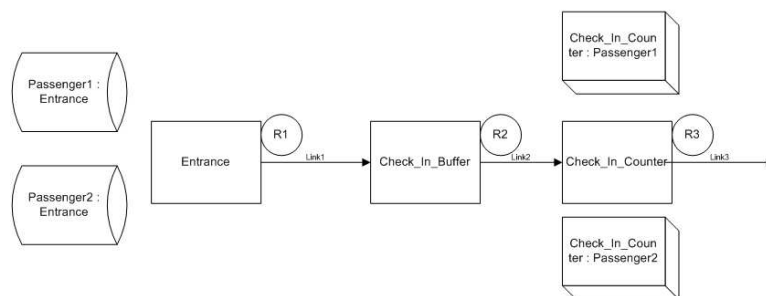 Check_In_Coun
ter : Passenger1
Passenger1 :
Entrance
R1
R2
R3
Entrance
Link1
Check_In_Buffer
Link2
Check_In_Counter
Link3
Passenger2 :
Entrance
Check_In_Coun
ter : Passenger2